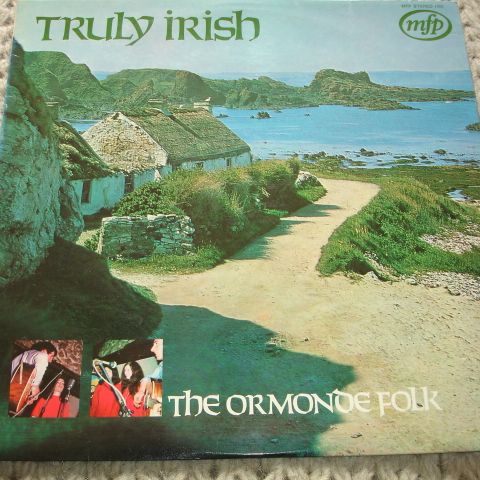 TRULY IRISH
mfp
THE ORMONDE FOLK